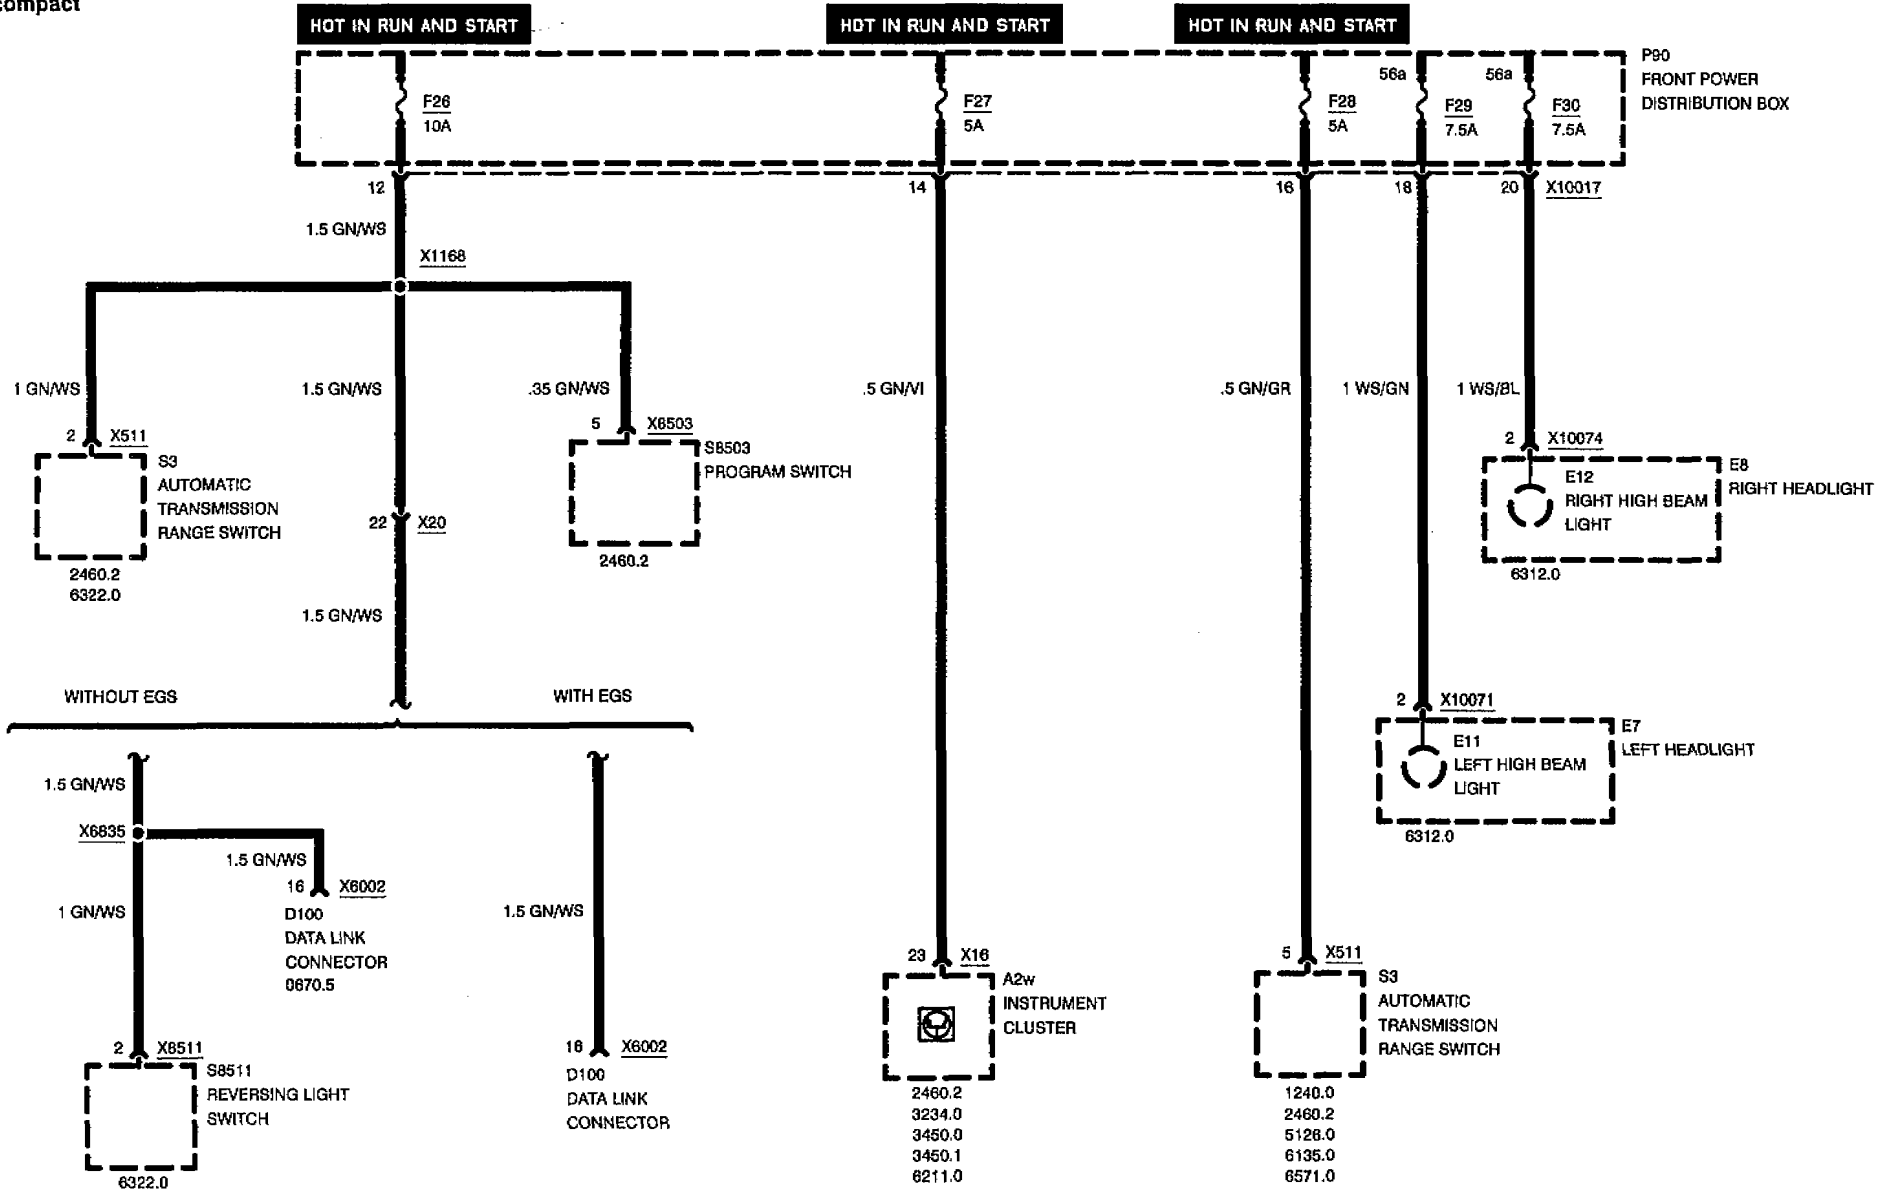 compact
HOT IN RUN AND START
HOT IN RUN AND START
HOT IN RUN AND START
P90
FRONT POWER
DISTRIBUTION BOX
F26
10A
F27
5A
F28
5A
56a
F29
7.5A
56a
F30
7.5A
12
14
16
18
20
X10017
1.5 GN/WS
X1168
1 GN/WS
1.5 GN/WS
.35 GN/WS
.5 GN/VI
.5 GN/GR
1 WS/GN
1 WS/BL
2
X511
S3
AUTOMATIC
TRANSMISSION
RANGE SWITCH
2460.2
6322.0
5
X8503
S8503
PROGRAM SWITCH
2460.2
22
X20
1.5 GN/WS
2
X10074
E8
RIGHT HEADLIGHT
E12
RIGHT HIGH BEAM
LIGHT
6312.0
WITHOUT EGS
WITH EGS
2
X10071
E7
LEFT HEADLIGHT
E11
LEFT HIGH BEAM
LIGHT
6312.0
1.5 GN/WS
X6835
1.5 GN/WS
16
X6002
D100
DATA LINK
CONNECTOR
0670.5
1 GN/WS
1.5 GN/WS
2
X8511
S8511
REVERSING LIGHT
SWITCH
6322.0
16
X6002
D100
DATA LINK
CONNECTOR
23
X16
A2w
INSTRUMENT
CLUSTER
2460.2
3234.0
3450.0
3450.1
6211.0
5
X511
S3
AUTOMATIC
TRANSMISSION
RANGE SWITCH
1240.0
2460.2
5126.0
6135.0
6571.0